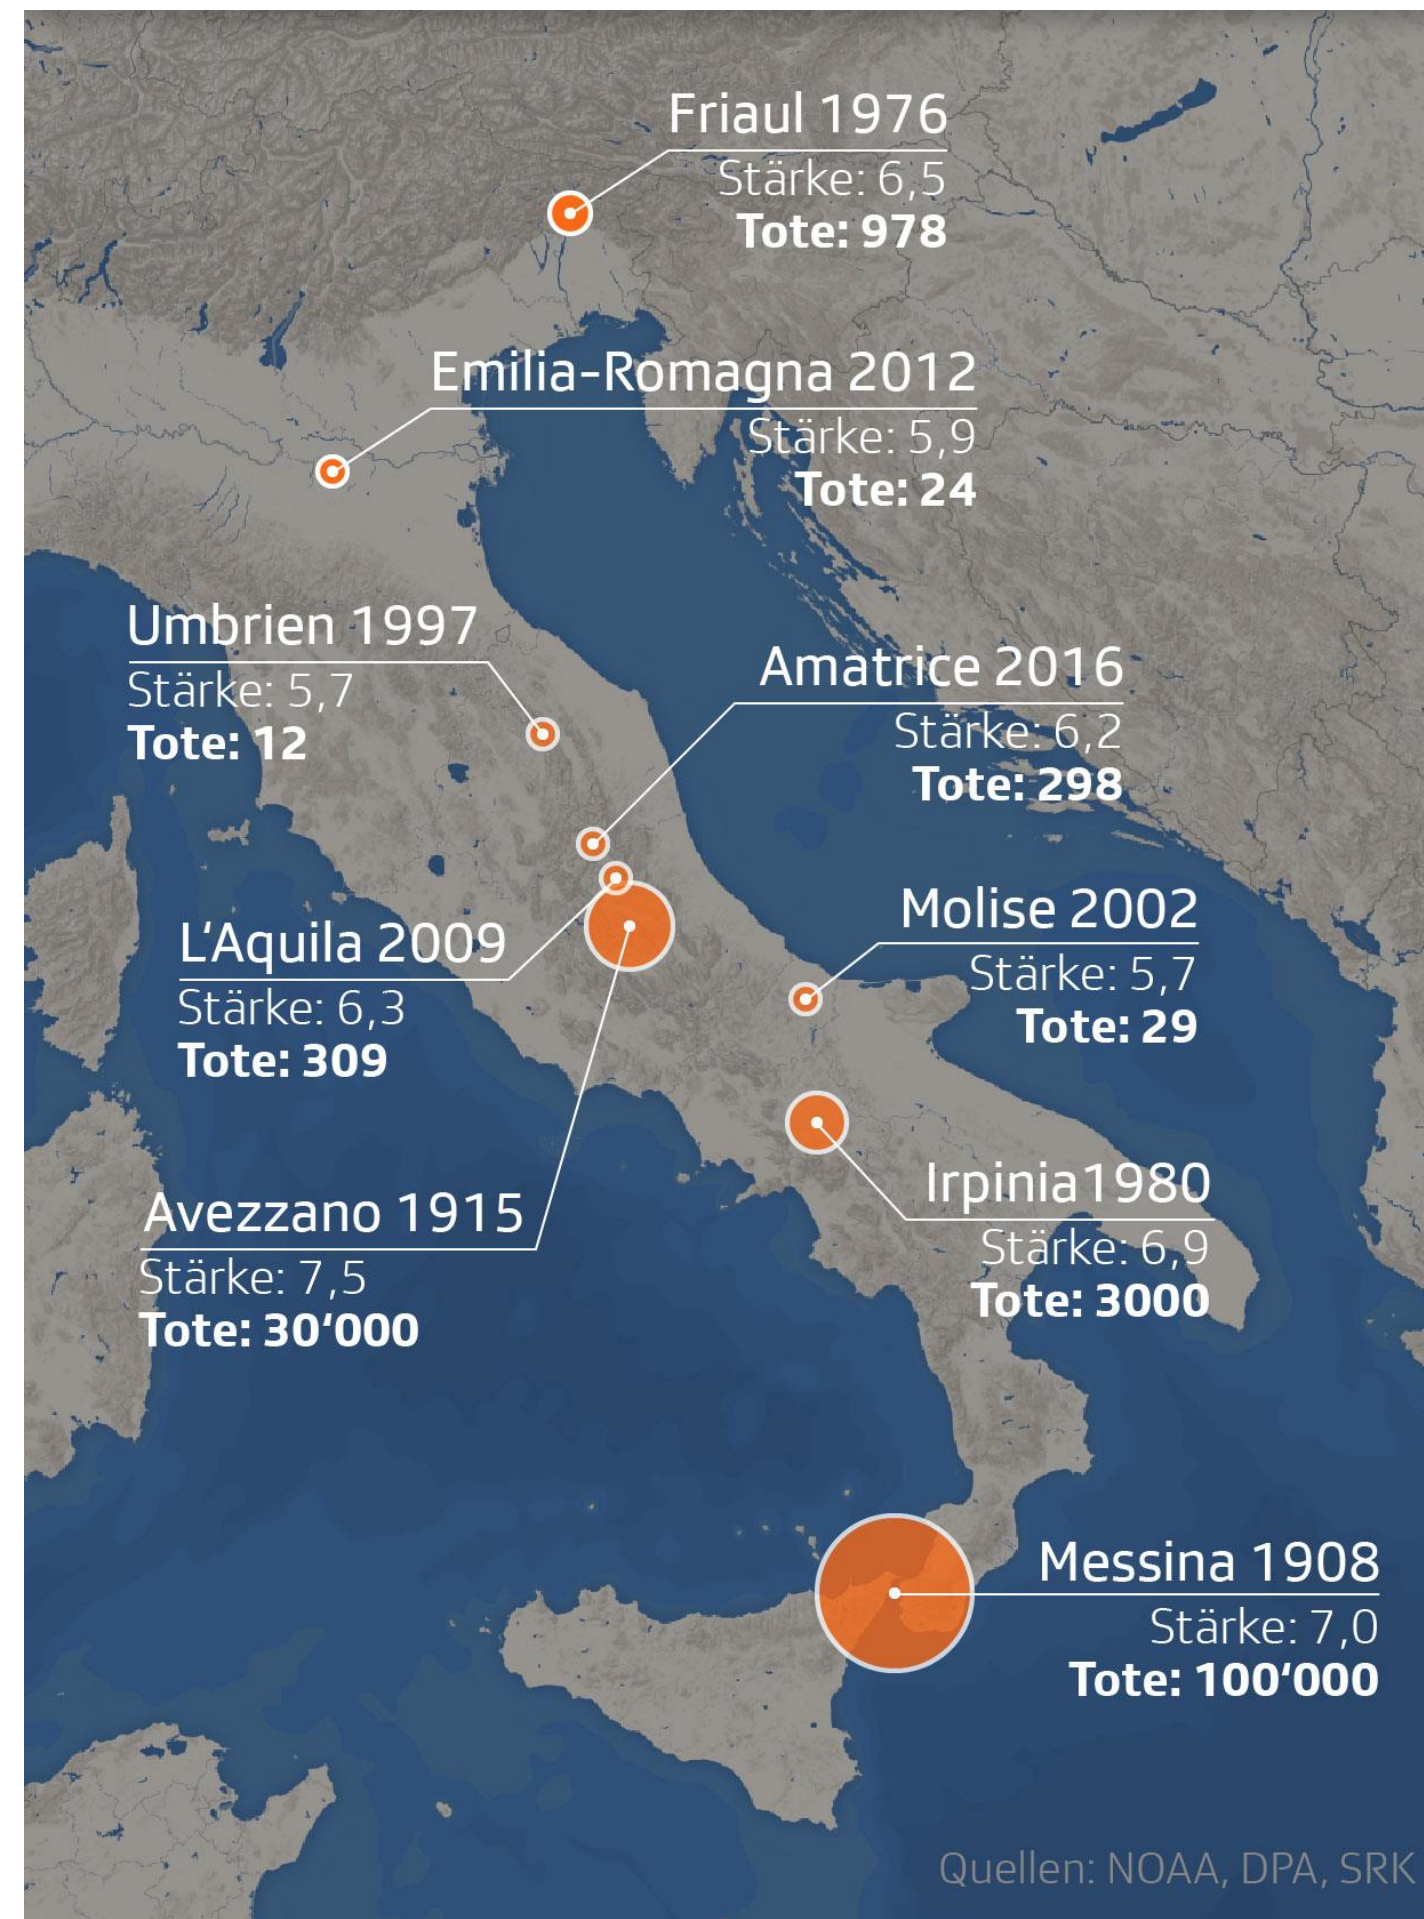 Friaul 1976
Stärke: 6,5
Tote: 978
Emilia-Romagna 2012
Stärke: 5,9
Tote: 24
Umbrien 1997
Stärke: 5,7
Tote: 12
Amatrice 2016
Stärke: 6,2
Tote: 298
L‘Aquila 2009
Stärke: 6,3
Tote: 309
Molise 2002
Stärke: 5,7
Tote: 29
Avezzano 1915
Stärke: 7,5
Tote: 30‘000
Irpinia1980
Stärke: 6,9
Tote: 3000
Messina 1908
Stärke: 7,0
Tote: 100‘000
Quellen: NOAA, DPA, SRK